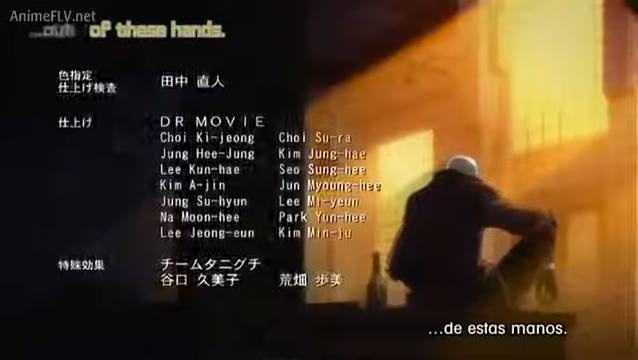 AnimeFLV.net
...out of these hands.
色指定
仕上げ検査 田中 直人
仕上げ DR MOVIE
Choi Ki-jeong Choi Su-ra
Jung Hee-Jung Kim Jung-hae
Lee Kun-hae Seo Sung-hee
Kim A-jin Jun Myoung-hee
Jung Su-hyun Lee Mi-yeun
Na Moon-hee Park Yun-hee
Lee Jeong-eun Kim Min-ju
特殊効果 チームタニグチ
谷口 久美子 荒畑 歩美
...de estas manos.